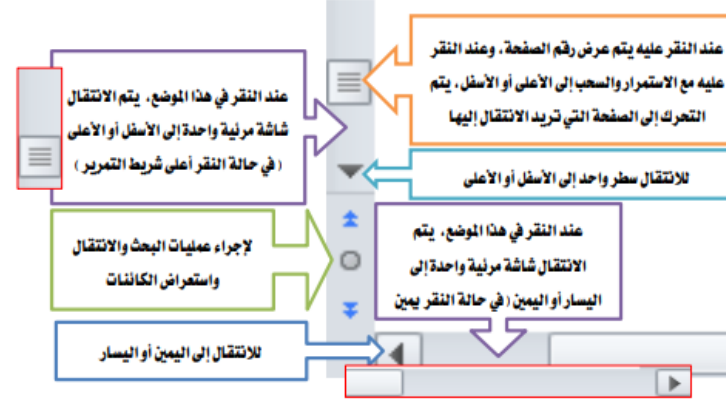 عند النقر عليه يتم عرض رقم الصفحة، وعند النقر
عليه مع الاستمرار والسحب إلى الأعلى أو الأسفل، يتم
التحرك إلى الصفحة التي تريد الانتقال إليها
عند النقر في هذا الموضع، يتم الانتقال
شاشة مرئية واحدة إلى الأسفل أو الأعلى
(في حالة النقر أعلى شريط التمرير)
للانتقال سطر واحد إلى الأسفل أو الأعلى
عند النقر في هذا الموضع، يتم
الانتقال شاشة مرئية واحدة إلى
اليسار أو اليمين (في حالة النقر يمين
لإجراء عمليات البحث والانتقال
واستعراض الكائنات
للانتقال إلى اليمين أو اليسار